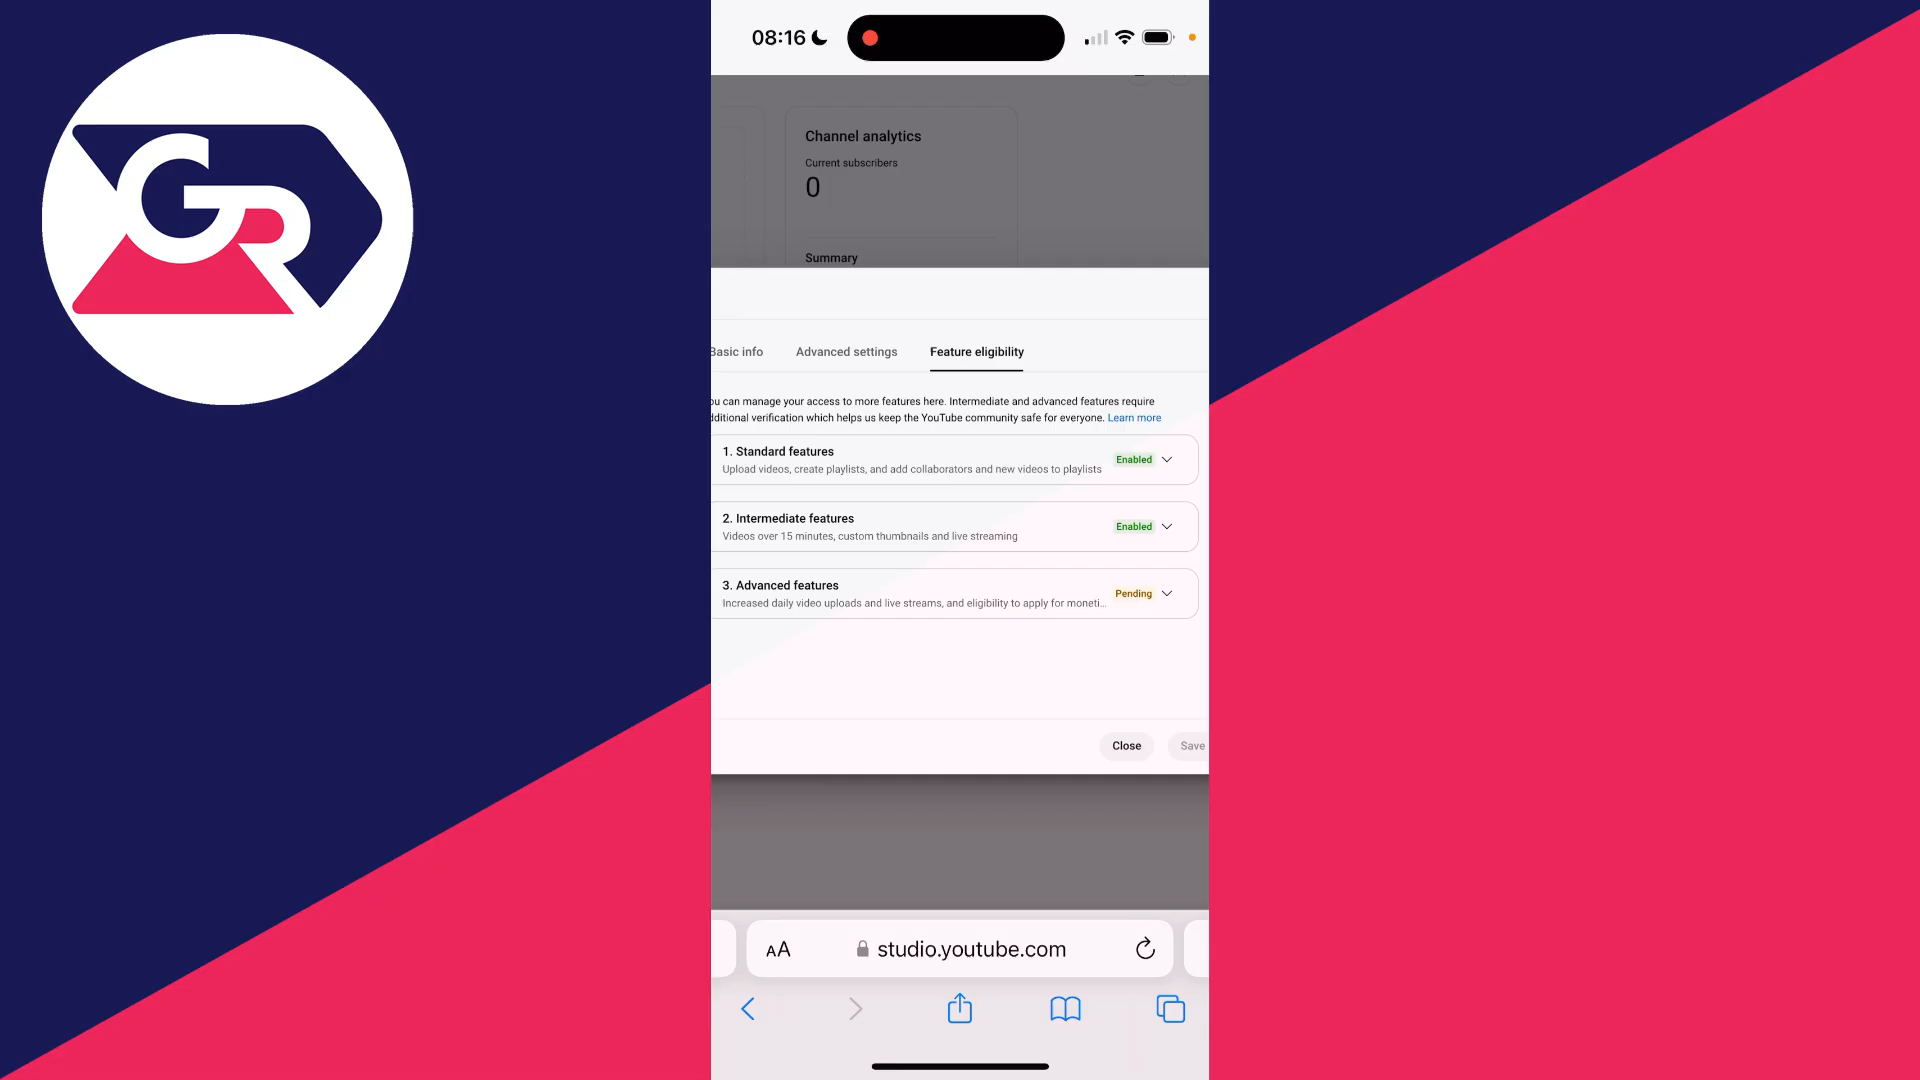 GR
08:16
Channel analytics
Current subscribers
0
Summary
Basic info Advanced settings Feature eligibility
ou can manage your access to more features here. Intermediate and advanced features require
dditional verification which helps us keep the YouTube community safe for everyone. Learn more
1. Standard features
Upload videos, create playlists, and add collaborators and new videos to playlists
Enabled
2. Intermediate features
Videos over 15 minutes, custom thumbnails and live streaming
Enabled
3. Advanced features
Increased daily video uploads and live streams, and eligibility to apply for moneti...
Pending
Close Save
AA studio.youtube.com